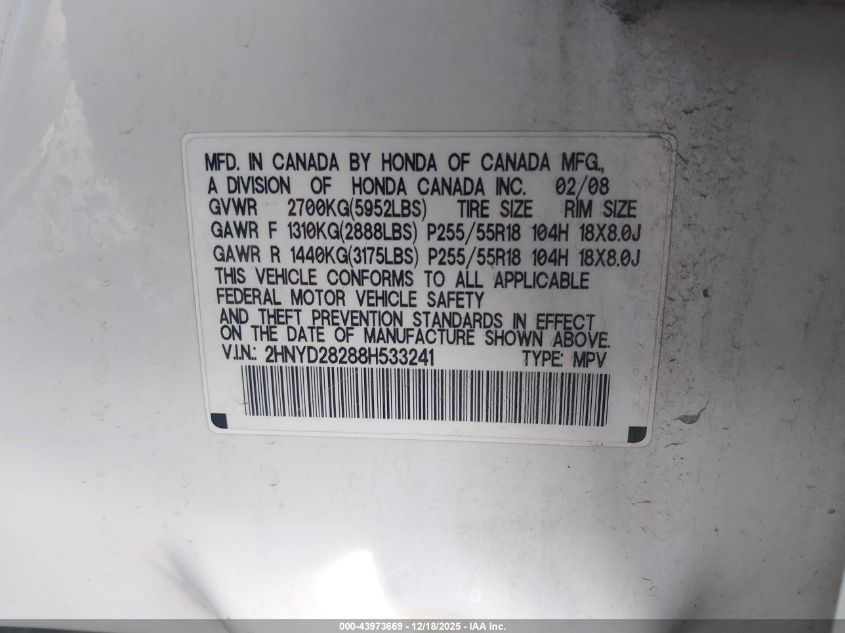 MFD. IN CANADA BY HONDA OF CANADA MFG.,
A DIVISION OF HONDA CANADA INC. 02/08
GVWR 2700KG(5952LBS) TIRE SIZE RIM SIZE
GAWR F 1310KG(2888LBS) P255/55R18 104H 18X8.0J
GAWR R 1440KG(3175LBS) P255/55R18 104H 18X8.0J
THIS VEHICLE CONFORMS TO ALL APPLICABLE
FEDERAL MOTOR VEHICLE SAFETY
AND THEFT PREVENTION STANDARDS IN EFFECT
ON THE DATE OF MANUFACTURE SHOWN ABOVE.
V.I.N.: 2HNYD28288H533241 TYPE: MPV
000-43973669 - 12/18/2025 - IAA Inc.